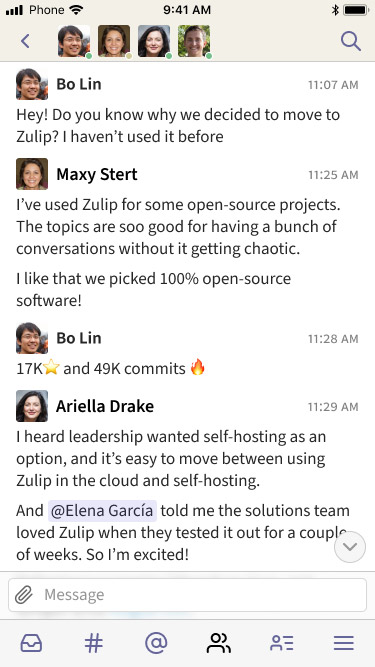 Phone 9:41 AM
Bo Lin 11:07 AM
Hey! Do you know why we decided to move to
Zulip? I haven’t used it before
Maxy Stert 11:25 AM
I’ve used Zulip for some open-source projects.
The topics are soo good for having a bunch of
conversations without it getting chaotic.
I like that we picked 100% open-source
software!
Bo Lin 11:28 AM
17K⭐ and 49K commits 🔥
Ariella Drake 11:29 AM
I heard leadership wanted self-hosting as an
option, and it’s easy to move between using
Zulip in the cloud and self-hosting.
And @Elena García told me the solutions team
loved Zulip when they tested it out for a couple
of weeks. So I’m excited!
Message